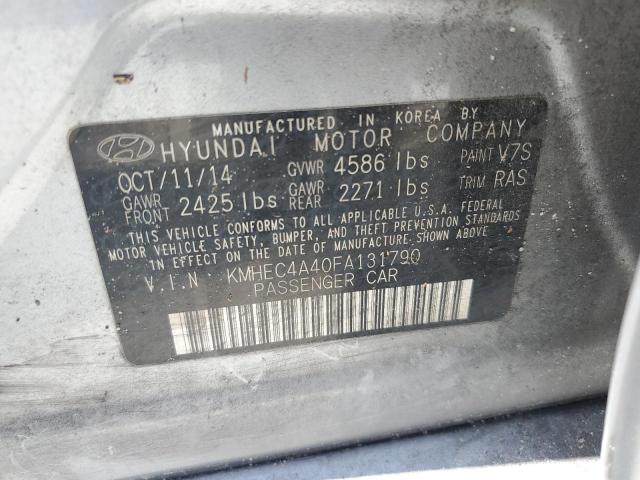 MANUFACTURED IN KOREA BY
HYUNDAI MOTOR COMPANY
OCT/11/14 GVWR 4586 lbs PAINT V7S
GAWR FRONT 2425 lbs GAWR REAR 2271 lbs TRIM RAS
THIS VEHICLE CONFORMS TO ALL APPLICABLE U.S.A. FEDERAL
MOTOR VEHICLE SAFETY, BUMPER, AND THEFT PREVENTION STANDARDS
IN EFFECT ON THE DATE OF MANUFACTURE SHOWN ABOVE
V I N KMHEC4A40FA131790
PASSENGER CAR